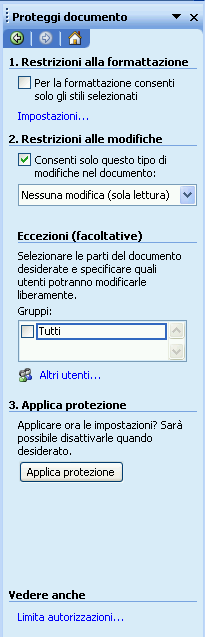 Proteggi documento
1. Restrizioni alla formattazione
Per la formattazione consenti
solo gli stili selezionati
Impostazioni...
2. Restrizioni alle modifiche
Consenti solo questo tipo di
modifiche nel documento:
Nessuna modifica (sola lettura)
Eccezioni (facoltative)
Selezionare le parti del documento
desiderate e specificare quali
utenti potranno modificarle
liberamente.
Gruppi:
Tutti
Altri utenti...
3. Applica protezione
Applicare ora le impostazioni? Sarà
possibile disattivarle quando
desiderato.
Applica protezione
Vedere anche
Limita autorizzazioni...